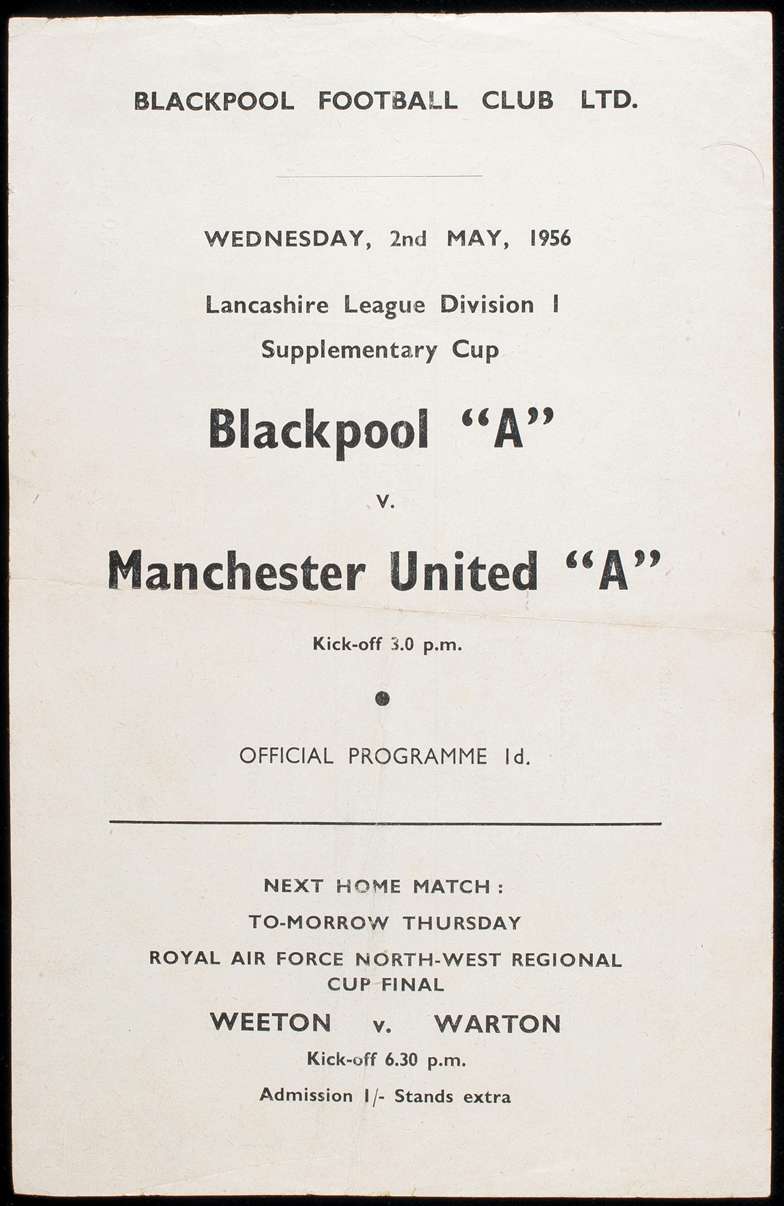 BLACKPOOL FOOTBALL CLUB LTD.
WEDNESDAY, 2nd MAY, 1956
Lancashire League Division 1
Supplementary Cup
Blackpool “A”
v.
Manchester United “A”
Kick-off 3.0 p.m.
●
OFFICIAL PROGRAMME 1d.
NEXT HOME MATCH :
TO-MORROW THURSDAY
ROYAL AIR FORCE NORTH-WEST REGIONAL
CUP FINAL
WEETON v. WARTON
Kick-off 6.30 p.m.
Admission 1/- Stands extra